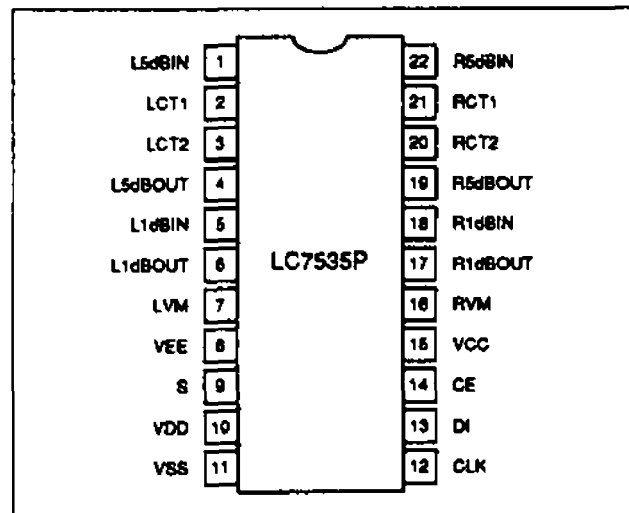 L5dBIN 1 22 R5dBIN
LCT1 2 21 RCT1
LCT2 3 20 RCT2
L5dBOUT 4 19 R5dBOUT
L1dBIN 5 18 R1dBIN
L1dBOUT 6 LC7535P 17 R1dBOUT
LVM 7 16 RVM
VEE 8 15 VCC
S 9 14 CE
VDD 10 13 DI
VSS 11 12 CLK